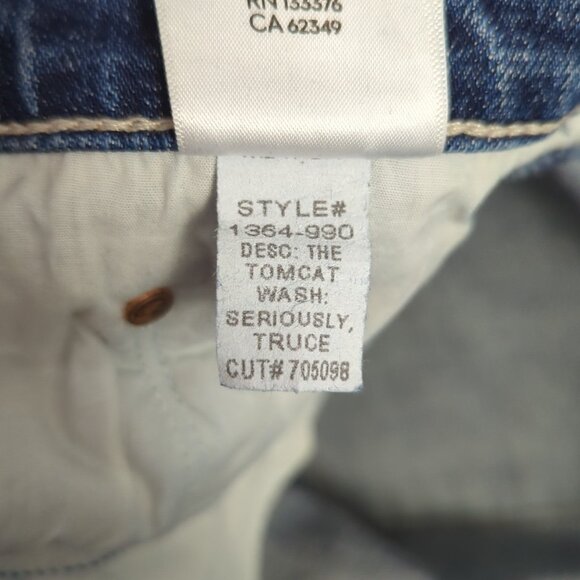 RN 133376
CA 62349
STYLE#
1364-990
DESC: THE
TOMCAT
WASH:
SERIOUSLY,
TRUCE
CUT# 705098